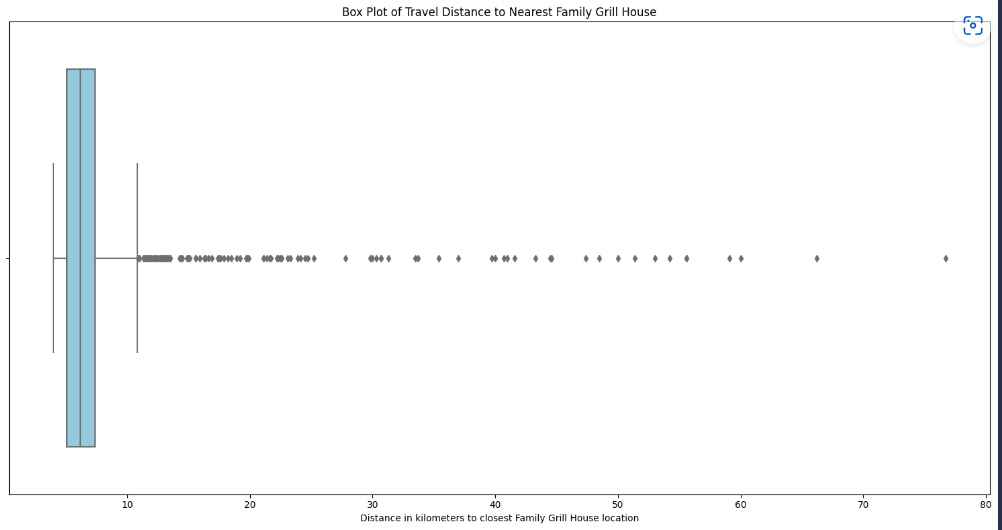 Box Plot of Travel Distance to Nearest Family Grill House
10 20 30 40 50 60 70 80
Distance in kilometers to closest Family Grill House location